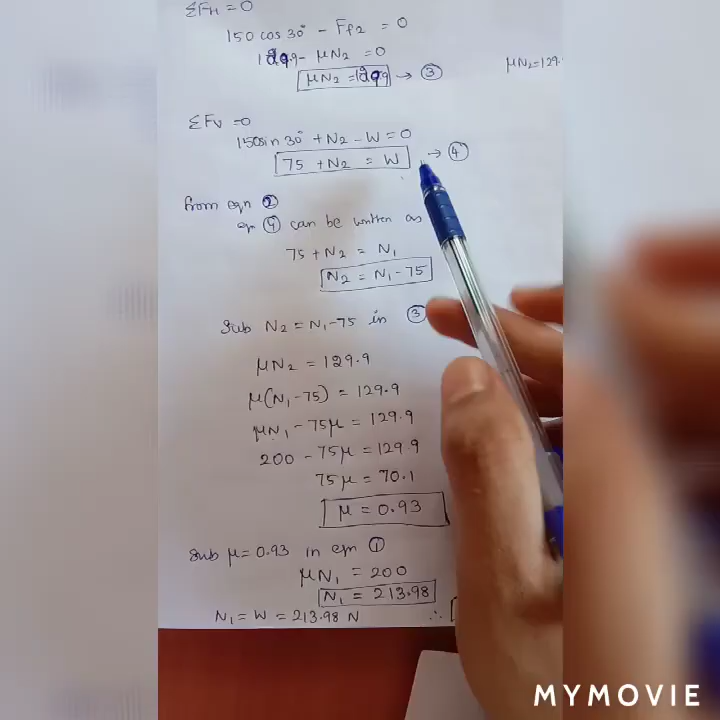 ΣFH = 0
150 cos 30° - Ff2 = 0
129.9 - μN2 = 0
μN2 = 129.9 → ③
μN2 = 129.
ΣFV = 0
150sin 30° + N2 - W = 0
75 + N2 = W → ④
from eqn ②
eqn ④ can be written as
75 + N2 = N1
N2 = N1 - 75
Sub N2 = N1 - 75 in ③
μN2 = 129.9
μ(N1 - 75) = 129.9
μN1 - 75μ = 129.9
200 - 75μ = 129.9
75μ = 70.1
μ = 0.93
Sub μ = 0.93 in eqn ①
μN1 = 200
N1 = 213.98
N1 = W = 213.98 N ∴
MYMOVIE